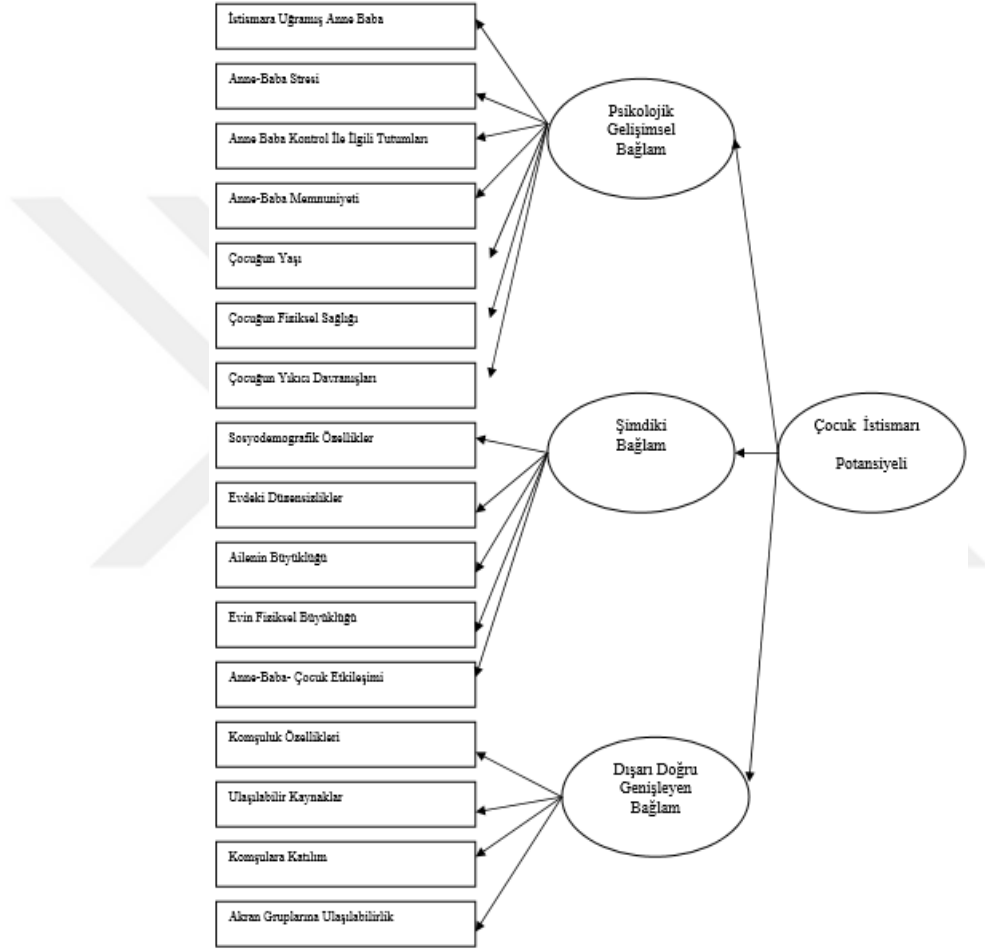 İstismara Uğramış Anne Baba
Anne-Baba Stresi
Anne Baba Kontrol İle İlgili Tutumları
Anne-Baba Memnuniyeti
Çocuğun Yaşı
Çocuğun Fiziksel Sağlığı
Çocuğun Yıkıcı Davranışları
Sosyodemografik Özellikler
Evdeki Düzensizlikler
Ailenin Büyüklüğü
Evin Fiziksel Büyüklüğü
Anne-Baba- Çocuk Etkileşimi
Komşuluk Özellikleri
Ulaşılabilir Kaynaklar
Komşulara Katılım
Akran Gruplarına Ulaşılabilirlik
Psikolojik
Gelişimsel
Bağlam
Şimdiki
Bağlam
Dışarı Doğru
Genişleyen
Bağlam
Çocuk İstismarı
Potansiyeli